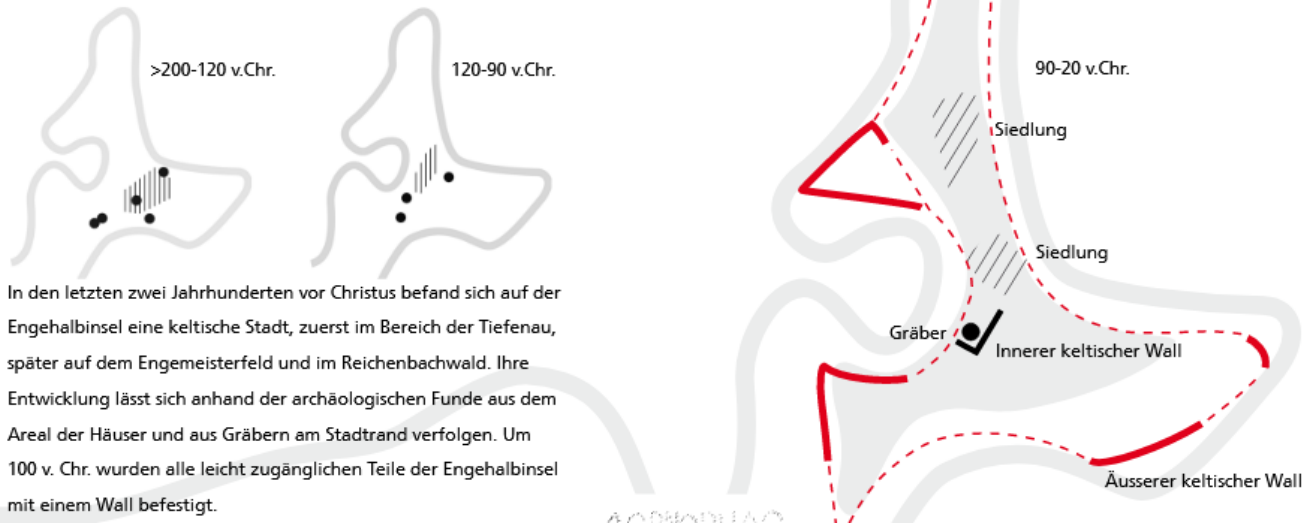 >200-120 v.Chr.
120-90 v.Chr.
In den letzten zwei Jahrhunderten vor Christus befand sich auf der
Engehalbinsel eine keltische Stadt, zuerst im Bereich der Tiefenau,
später auf dem Engemeisterfeld und im Reichenbachwald. Ihre
Entwicklung lässt sich anhand der archäologischen Funde aus dem
Areal der Häuser und aus Gräbern am Stadtrand verfolgen. Um
100 v. Chr. wurden alle leicht zugänglichen Teile der Engehalbinsel
mit einem Wall befestigt.
90-20 v.Chr.
Siedlung
Siedlung
Gräber
Innerer keltischer Wall
Äusserer keltischer Wall